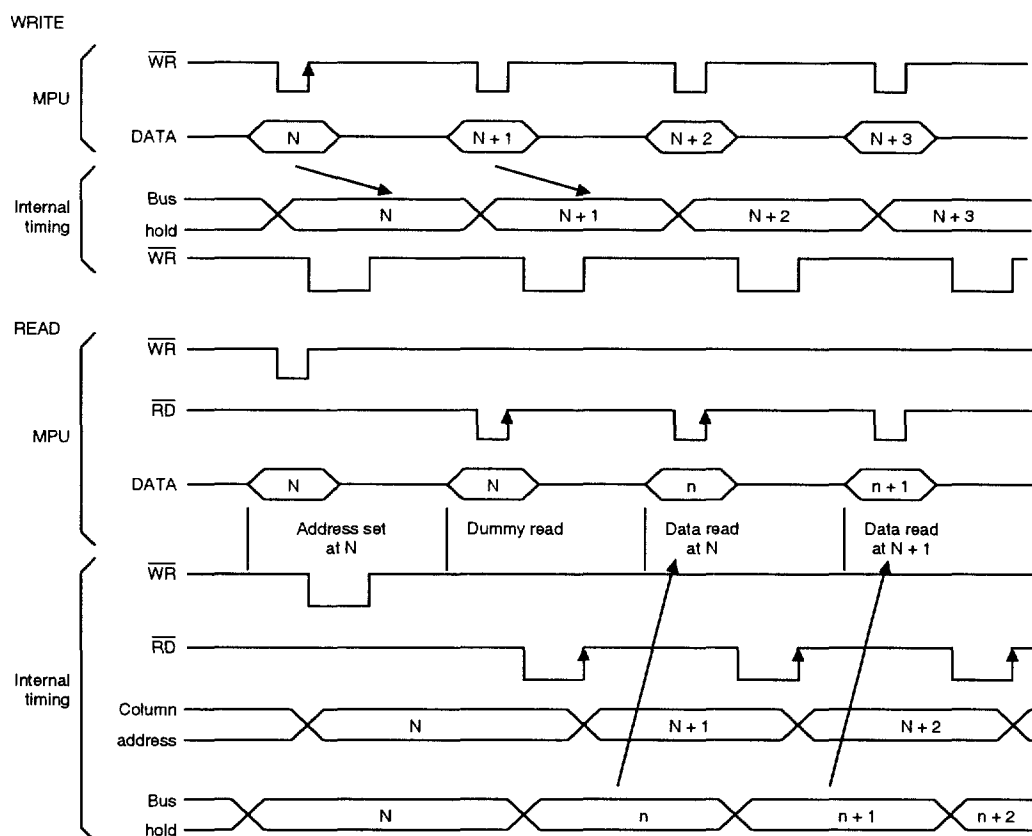 WRITE
WR
MPU
DATA N N + 1 N + 2 N + 3
Bus
Internal
timing
N N + 1 N + 2 N + 3
hold
WR
READ
WR
RD
MPU
DATA N N n n + 1
Address set Dummy read Data read Data read
at N at N at N + 1
WR
RD
Internal
timing
Column
N N + 1 N + 2
address
Bus
N n n + 1 n + 2
hold